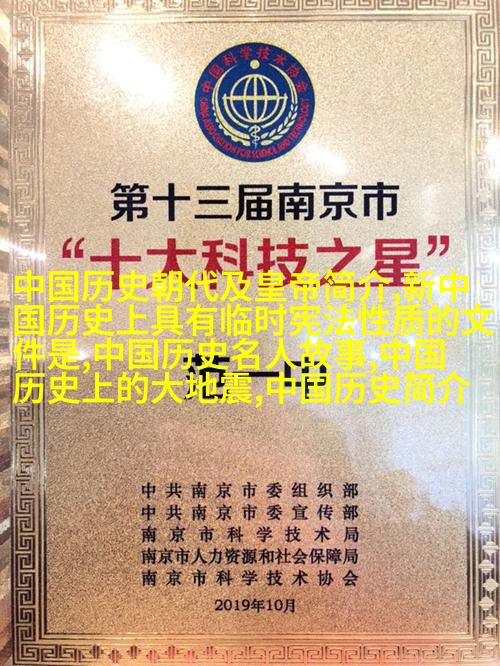 中国科学技术协会
CHINA ASSOCIATION FOR SCIENCE AND TECHNOLOGY
第十三届南京市
“十大科技之星”
中国历史朝代及皇帝简介,新中
国历史上具有临时宪法性质的文
件是,中国历史名人故事,中国
历史上的大地震,中国历史简介
中共南京市委组织部
中共南京市委宣传部
南京市科学技术局
南京市人力资源和社会保障局
南京市科学技术协会
2019年10月